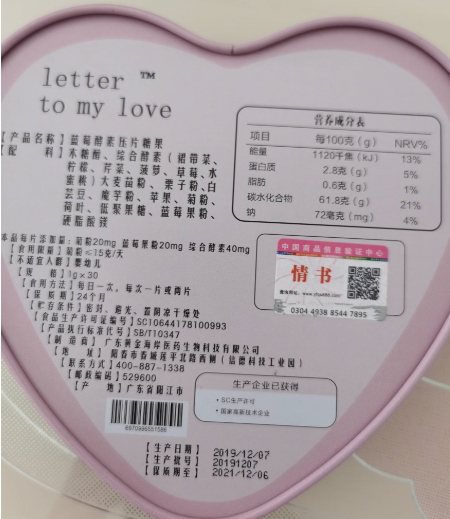 letter ™
to my love
【产品名称】蓝莓酵素压片糖果
【配 料】木糖醇、综合酵素（裙带菜、
柠檬、芹菜、菠萝、草莓、水
蜜桃）大麦苗粉、栗子粉、白
芸豆、魔芋粉、苹果、菊粉、
荷叶、低聚果糖、蓝莓果粉、
硬脂酸镁
本品每片添加量：菊粉20mg 蓝莓果粉20mg 综合酵素40mg
【食用限量】菊粉≤15克/天
【不适宜人群】婴幼儿
【规 格】1g×30
【食用方法】每日一次，每次一片或两片
【保质期】24个月
【贮存条件】密封、避光、置阴凉干燥处
【食品生产许可证编号】SC10644178100993
【产品执行标准代号】SB/T10347
【制 造 商】广东黄金海岸医药生物科技有限公司
【地 址】阳春市春城莲平北路西侧（信德科技工业园）
【联系方式】400-887-1338
【邮政编码】529600
【产 地】广东省阳江市
6970990551586
营养成分表
项目 每100克（g） NRV%
能量 1120千焦（kJ） 13%
蛋白质 2.8克（g） 5%
脂肪 0.6克（g） 1%
碳水化合物 61.8克（g） 21%
钠 72毫克（mg） 4%
中国商品信息验证中心
情书
0304 4938 8544 7895
生产企业已获得
• SC生产许可
• 国家高新技术企业
【生产日期】 2019/12/07
【生产批号】 20191207
【保质期至】 2021/12/06